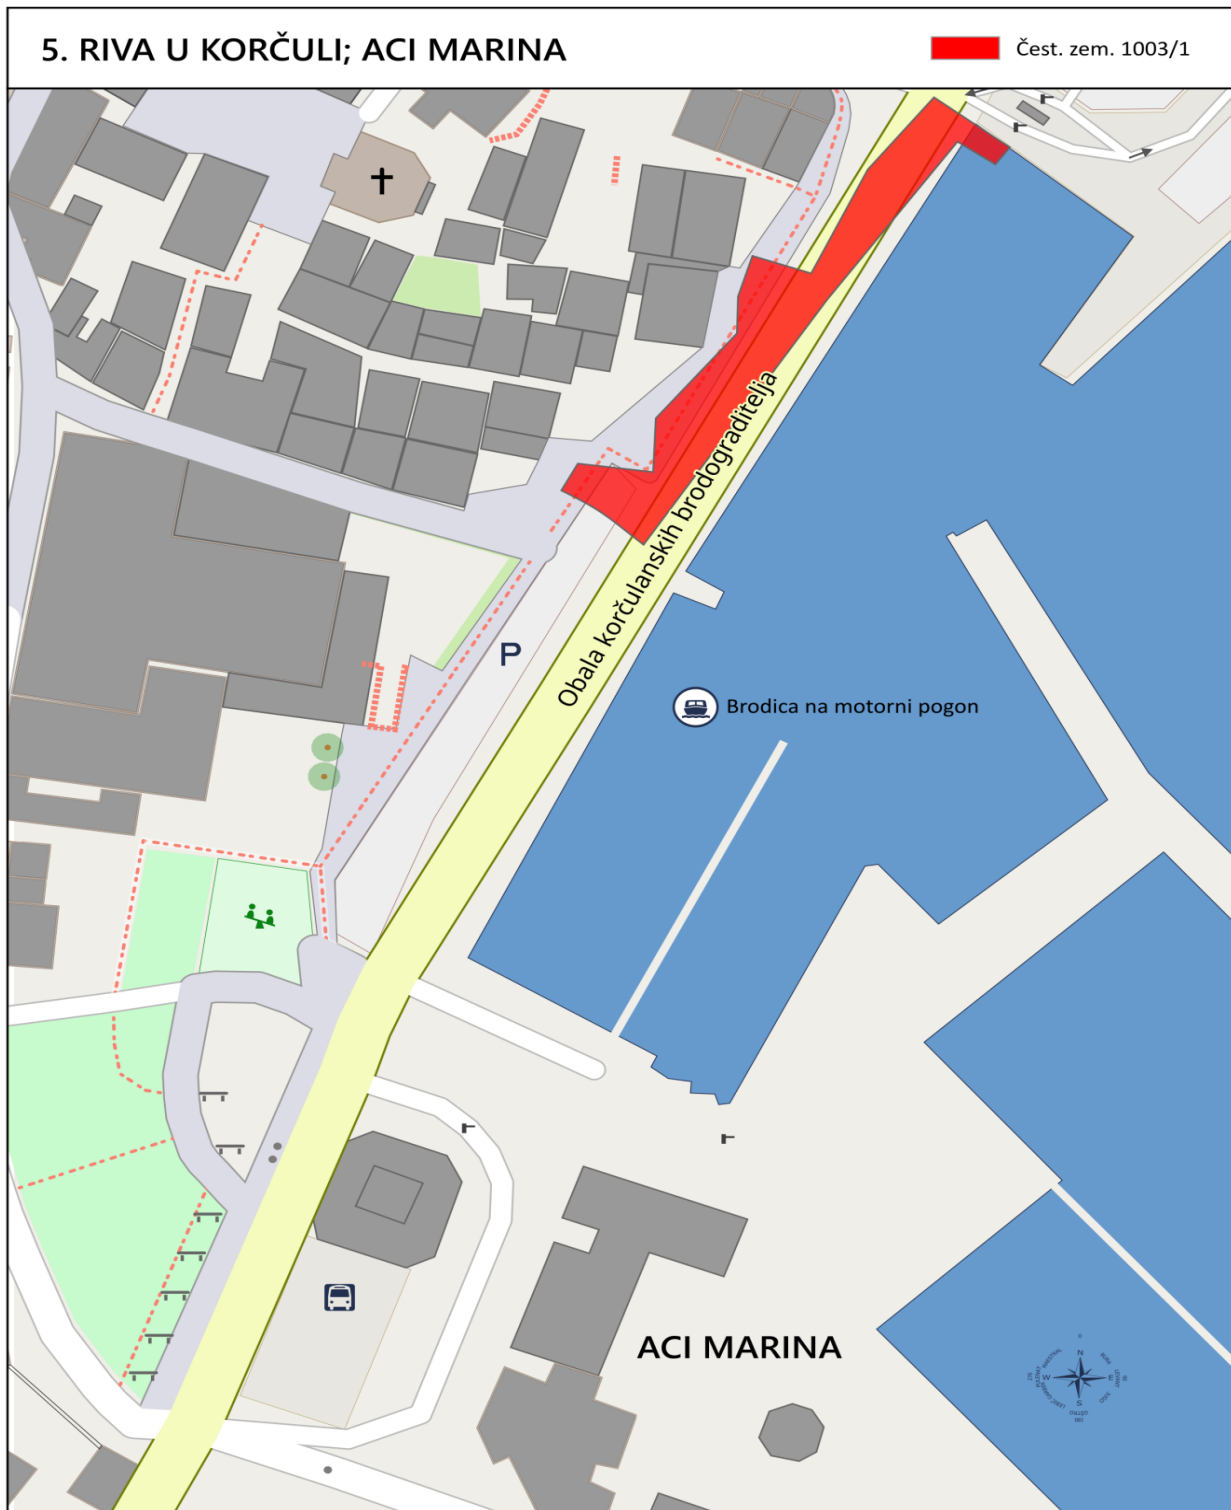 5. RIVA U KORČULI; ACI MARINA
Čest. zem. 1003/1
Obala korčulanskih brodograditelja
P
Brodica na motorni pogon
ACI MARINA
N
W
E
S